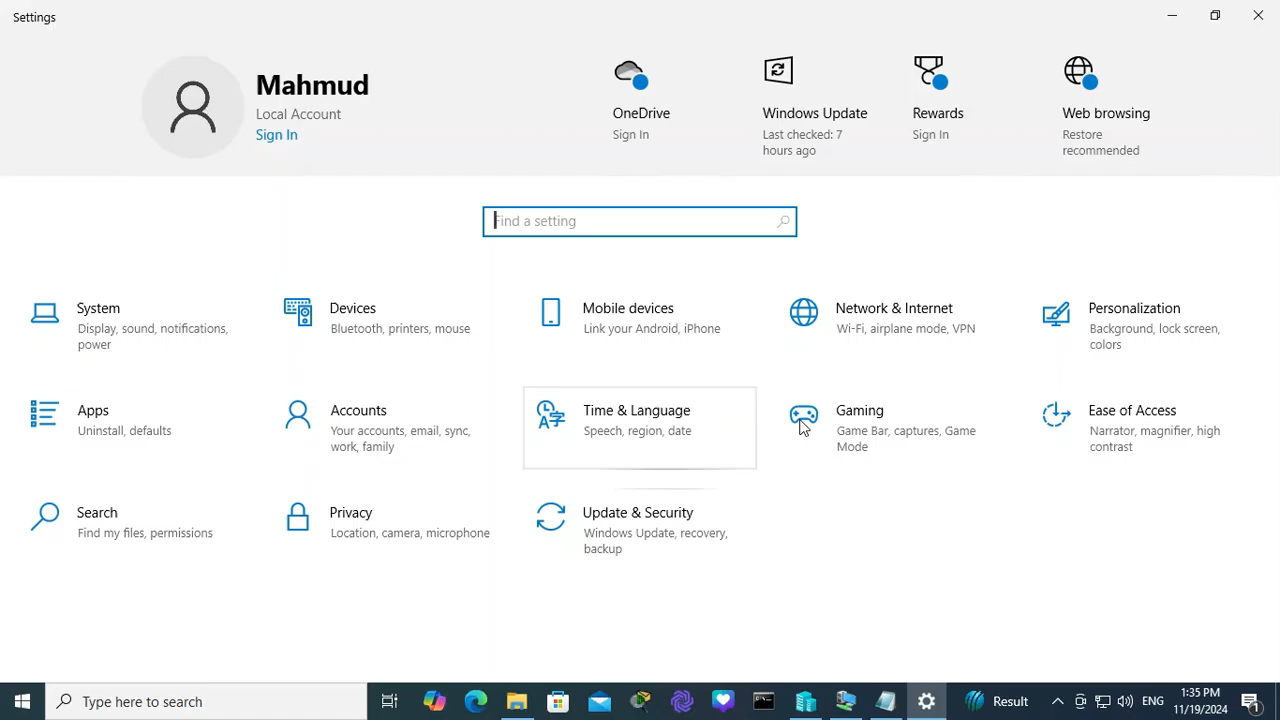 Settings
Mahmud
Local Account
Sign In
OneDrive
Sign In
Windows Update
Last checked: 7
hours ago
Rewards
Sign In
Web browsing
Restore
recommended
Find a setting
System
Display, sound, notifications,
power
Devices
Bluetooth, printers, mouse
Mobile devices
Link your Android, iPhone
Network & Internet
Wi-Fi, airplane mode, VPN
Personalization
Background, lock screen,
colors
Apps
Uninstall, defaults
Accounts
Your accounts, email, sync,
work, family
Time & Language
Speech, region, date
Gaming
Game Bar, captures, Game
Mode
Ease of Access
Narrator, magnifier, high
contrast
Search
Find my files, permissions
Privacy
Location, camera, microphone
Update & Security
Windows Update, recovery,
backup
Type here to search
Result
ENG
1:35 PM
11/19/2024
1